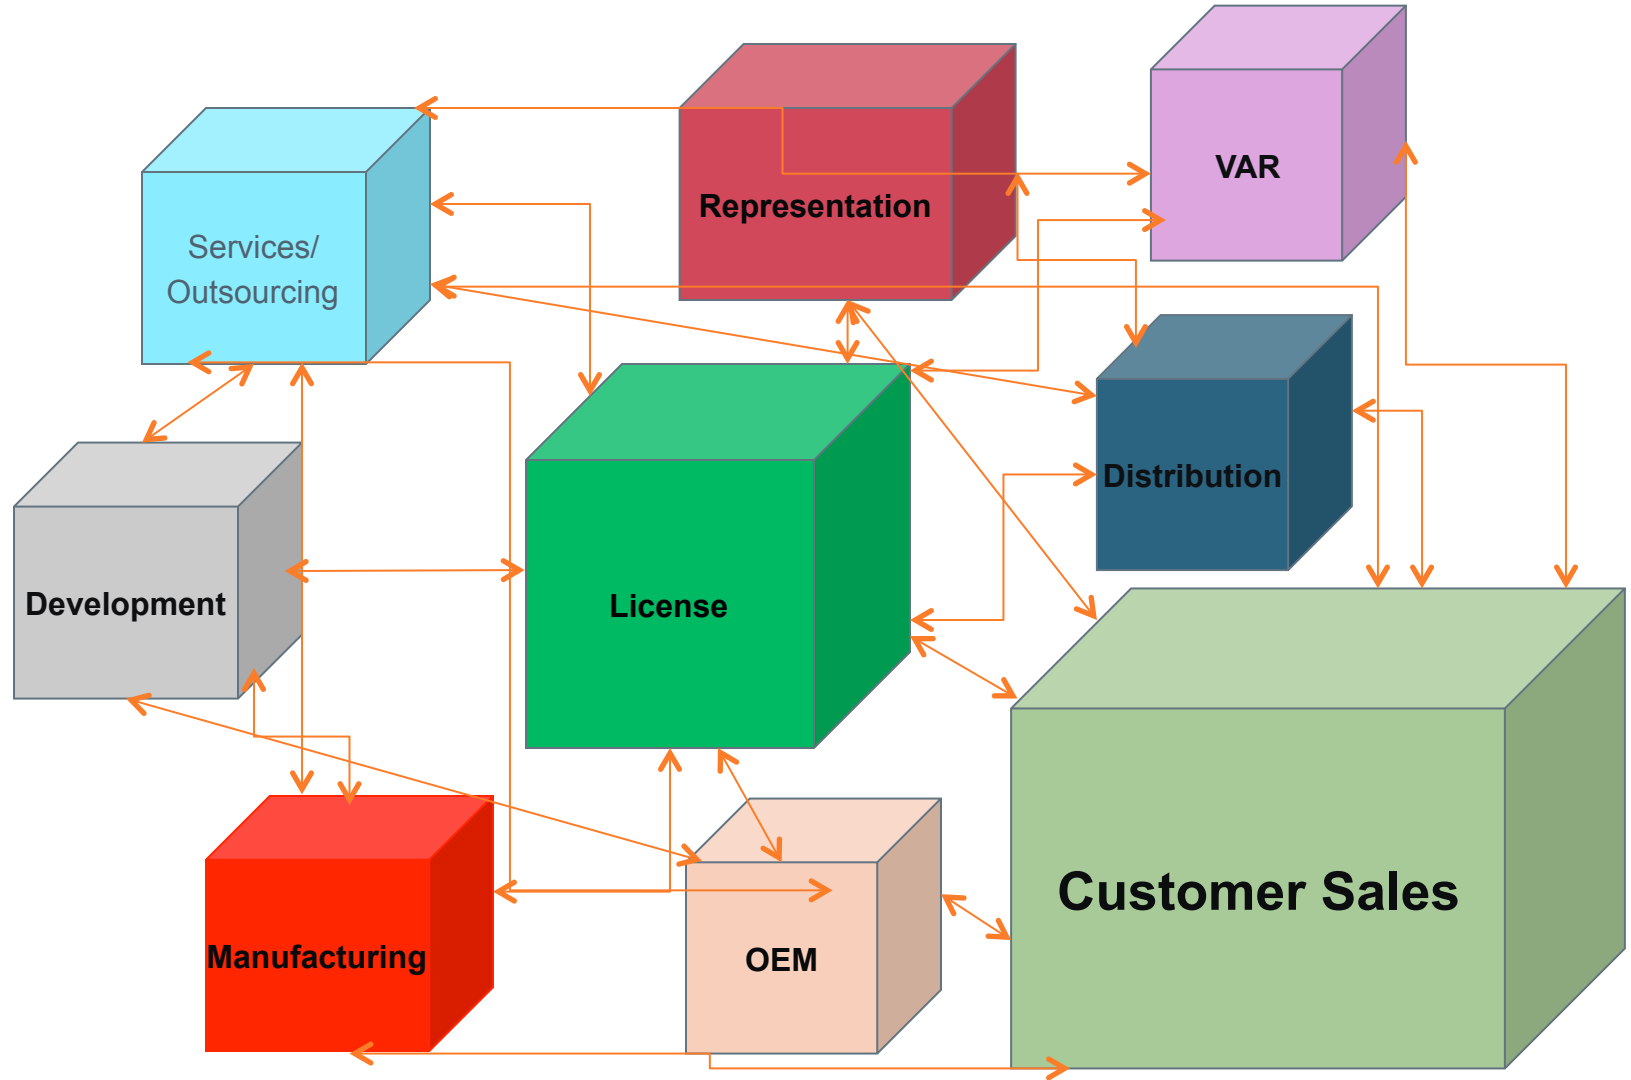 VAR
Representation
Services/
Outsourcing
Distribution
Development
License
Customer Sales
Manufacturing
OEM